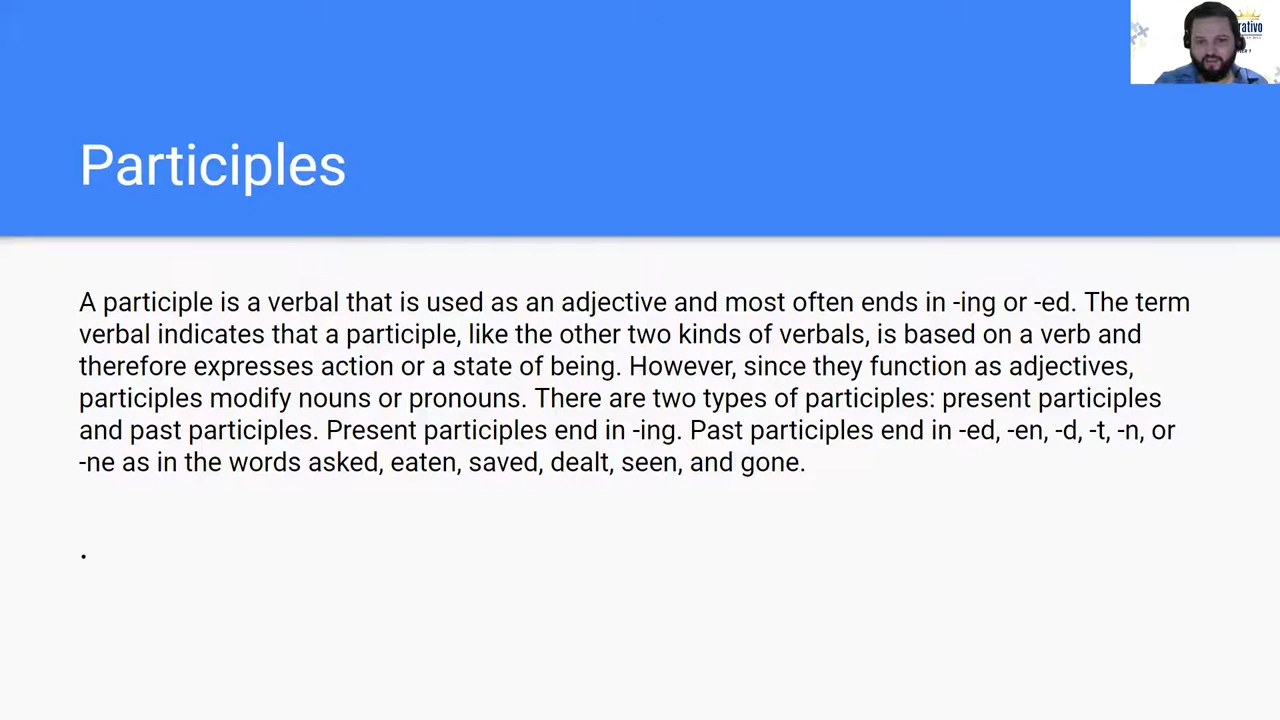 rativo
Participles
A participle is a verbal that is used as an adjective and most often ends in -ing or -ed. The term
verbal indicates that a participle, like the other two kinds of verbals, is based on a verb and
therefore expresses action or a state of being. However, since they function as adjectives,
participles modify nouns or pronouns. There are two types of participles: present participles
and past participles. Present participles end in -ing. Past participles end in -ed, -en, -d, -t, -n, or
-ne as in the words asked, eaten, saved, dealt, seen, and gone.
.